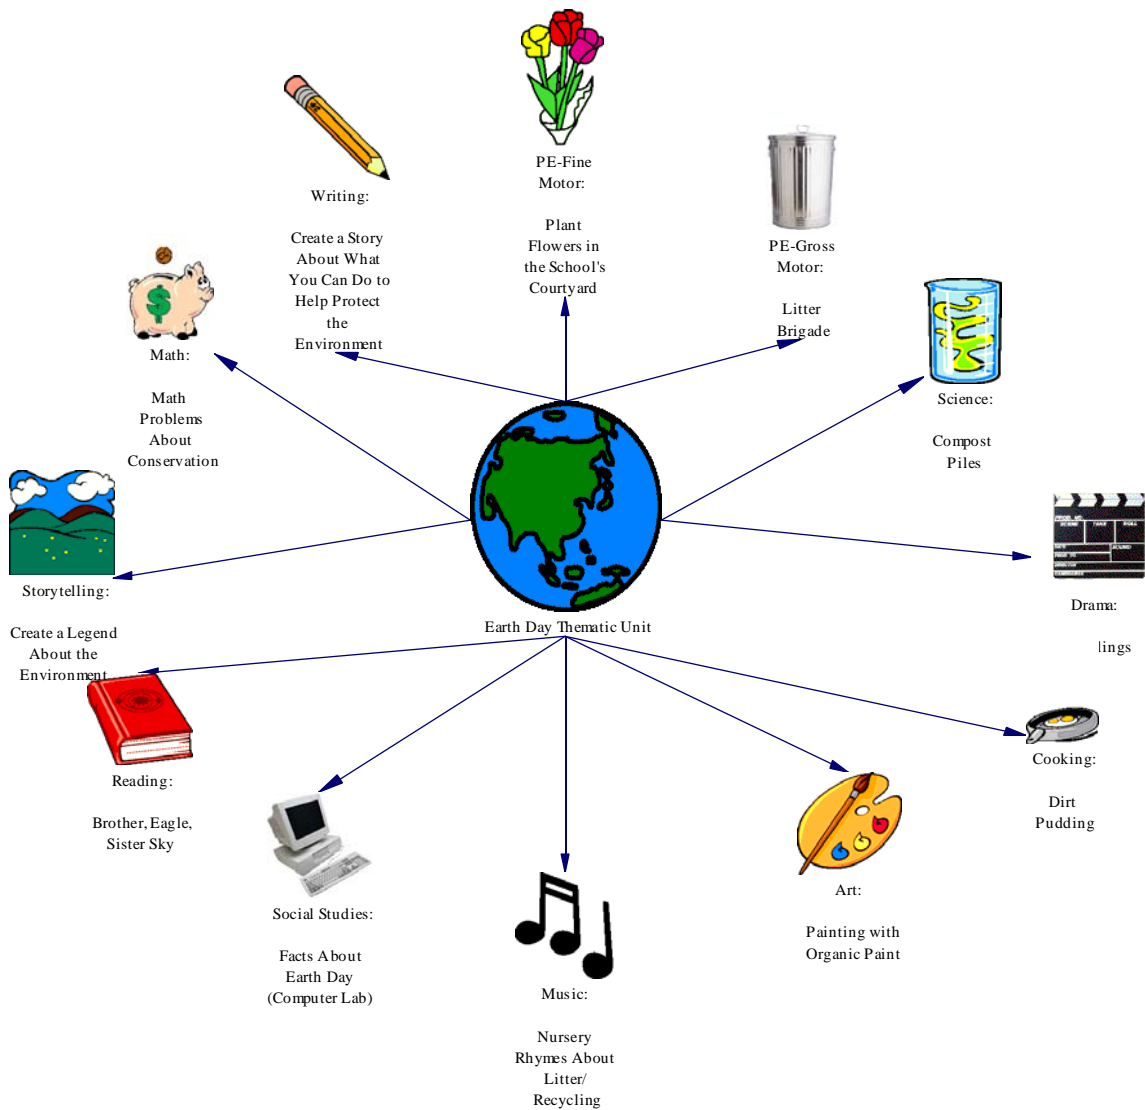 PE-Fine
Motor:
Plant
Flowers in
the School's
Courtyard
Writing:
Create a Story
About What
You Can Do to
Help Protect
the
Environment
PE-Gross
Motor:
Litter
Brigade
Math:
Math
Problems
About
Conservation
Science:
Compost
Piles
Storytelling:
Create a Legend
About the
Environment
Earth Day Thematic Unit
Drama:
Reading:
Brother, Eagle,
Sister Sky
Cooking:
Dirt
Pudding
Social Studies:
Facts About
Earth Day
(Computer Lab)
Art:
Painting with
Organic Paint
Music:
Nursery
Rhymes About
Litter/
Recycling